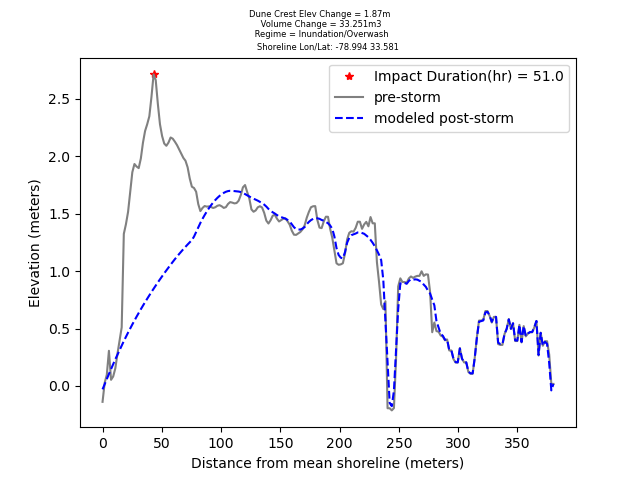 Dune Crest Elev Change = 1.87m
Volume Change = 33.251m3
Regime = Inundation/Overwash
Shoreline Lon/Lat: -78.994 33.581
Impact Duration(hr) = 51.0
pre-storm
modeled post-storm
Elevation (meters)
2.5
2.0
1.5
1.0
0.5
0.0
0 50 100 150 200 250 300 350
Distance from mean shoreline (meters)